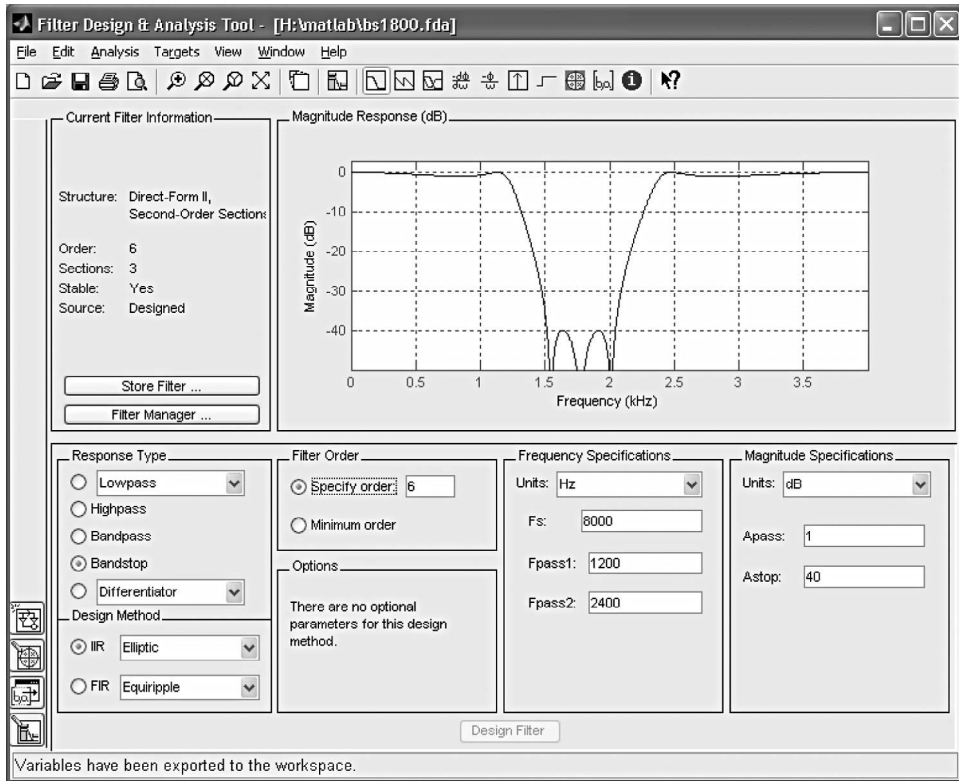 Filter Design & Analysis Tool - [H:\matlab\bs1800.fda]
File Edit Analysis Targets View Window Help
Current Filter Information
Structure: Direct-Form II,
Second-Order Sections
Order: 6
Sections: 3
Stable: Yes
Source: Designed
Store Filter ...
Filter Manager ...
Magnitude Response (dB)
Magnitude (dB)
0
-10
-20
-30
-40
0 0.5 1 1.5 2 2.5 3 3.5
Frequency (kHz)
Response Type
Lowpass
Highpass
Bandpass
Bandstop
Differentiator
Design Method
IIR Elliptic
FIR Equiripple
Filter Order
Specify order: 6
Minimum order
Options
There are no optional
parameters for this design
method.
Frequency Specifications
Units: Hz
Fs: 8000
Fpass1: 1200
Fpass2: 2400
Magnitude Specifications
Units: dB
Apass: 1
Astop: 40
Design Filter
Variables have been exported to the workspace.